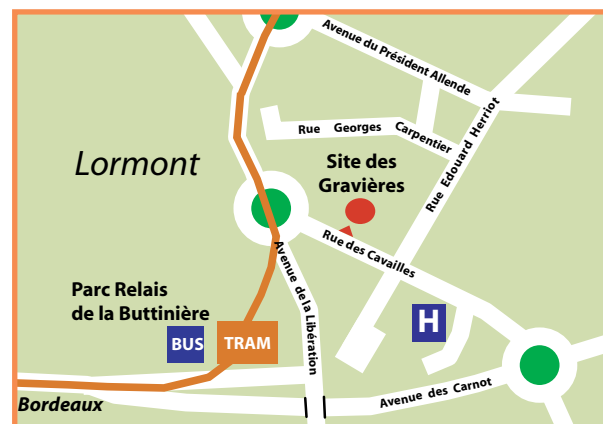 Avenue du Président Allende
Rue Georges Carpentier
Rue Edouard Herriot
Lormont
Site des
Gravières
Rue des Cavailles
Avenue de la Libération
Parc Relais
de la Buttinière
BUS
TRAM
H
Avenue des Carnot
Bordeaux